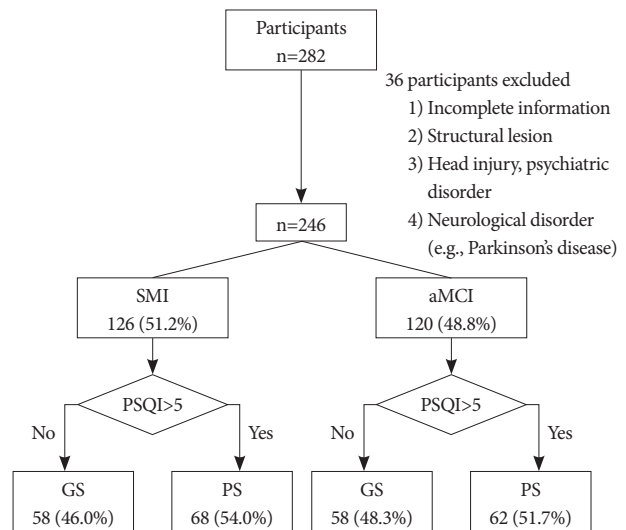 Participants
n=282
36 participants excluded
1) Incomplete information
2) Structural lesion
3) Head injury, psychiatric
disorder
4) Neurological disorder
(e.g., Parkinson's disease)
n=246
SMI
126 (51.2%)
aMCI
120 (48.8%)
PSQI>5
No
Yes
PSQI>5
No
Yes
GS
58 (46.0%)
PS
68 (54.0%)
GS
58 (48.3%)
PS
62 (51.7%)